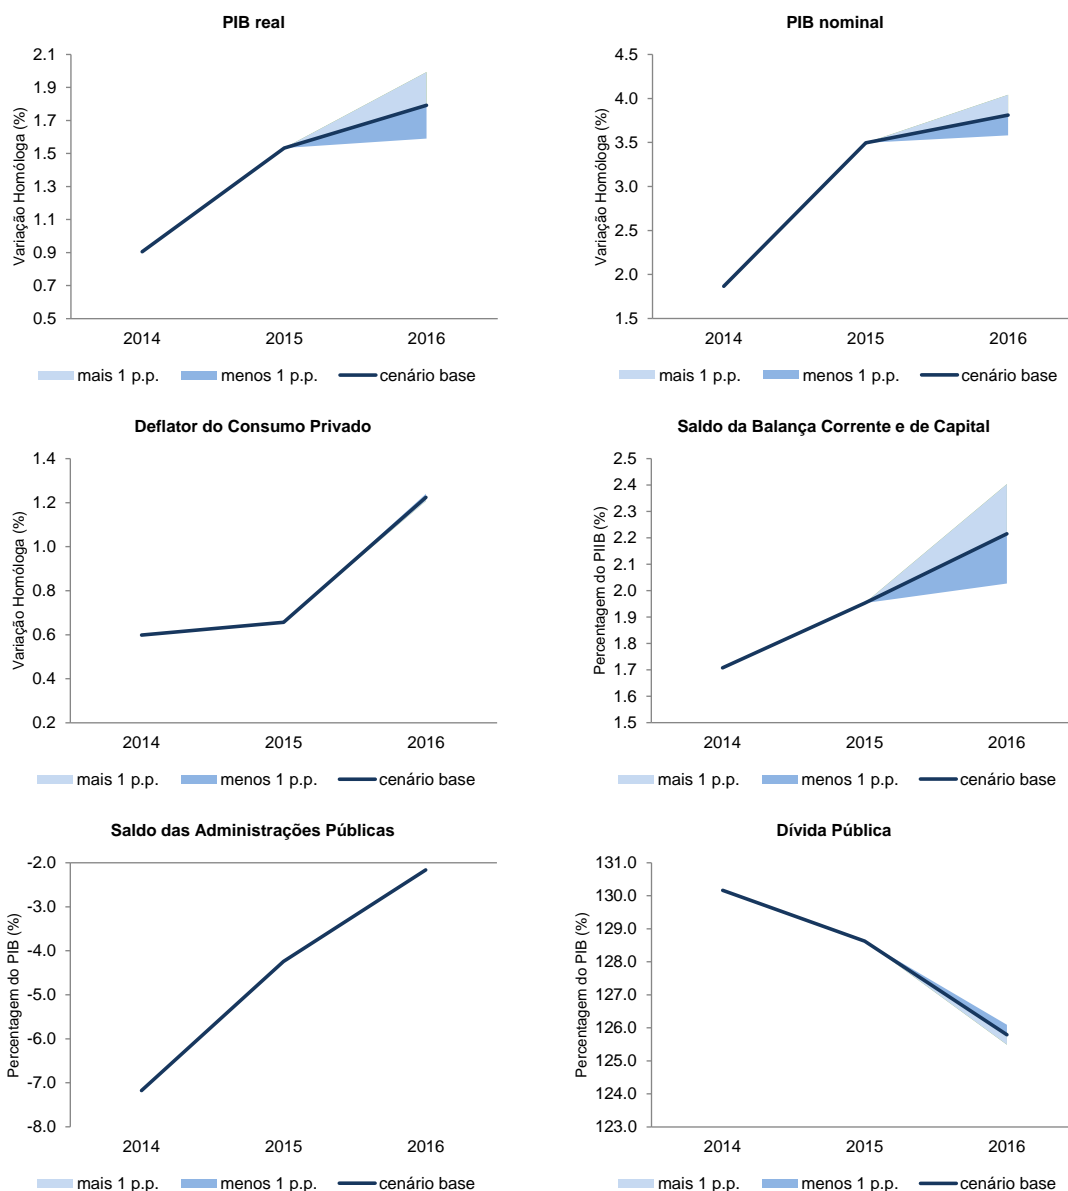 PIB real
Variação Homóloga (%)
2.1
1.9
1.7
1.5
1.3
1.1
0.9
0.7
0.5
2014 2015 2016
mais 1 p.p. menos 1 p.p. cenário base
PIB nominal
Variação Homóloga (%)
4.5
4.0
3.5
3.0
2.5
2.0
1.5
2014 2015 2016
mais 1 p.p. menos 1 p.p. cenário base
Deflator do Consumo Privado
Variação Homóloga (%)
1.4
1.2
1.0
0.8
0.6
0.4
0.2
2014 2015 2016
mais 1 p.p. menos 1 p.p. cenário base
Saldo da Balança Corrente e de Capital
Percentagem do PIIB (%)
2.5
2.4
2.3
2.2
2.1
2.0
1.9
1.8
1.7
1.6
1.5
2014 2015 2016
mais 1 p.p. menos 1 p.p. cenário base
Saldo das Administrações Públicas
Percentagem do PIB (%)
-2.0
-3.0
-4.0
-5.0
-6.0
-7.0
-8.0
2014 2015 2016
mais 1 p.p. menos 1 p.p. cenário base
Dívida Pública
Percentagem do PIB (%)
131.0
130.0
129.0
128.0
127.0
126.0
125.0
124.0
123.0
2014 2015 2016
mais 1 p.p. menos 1 p.p. cenário base